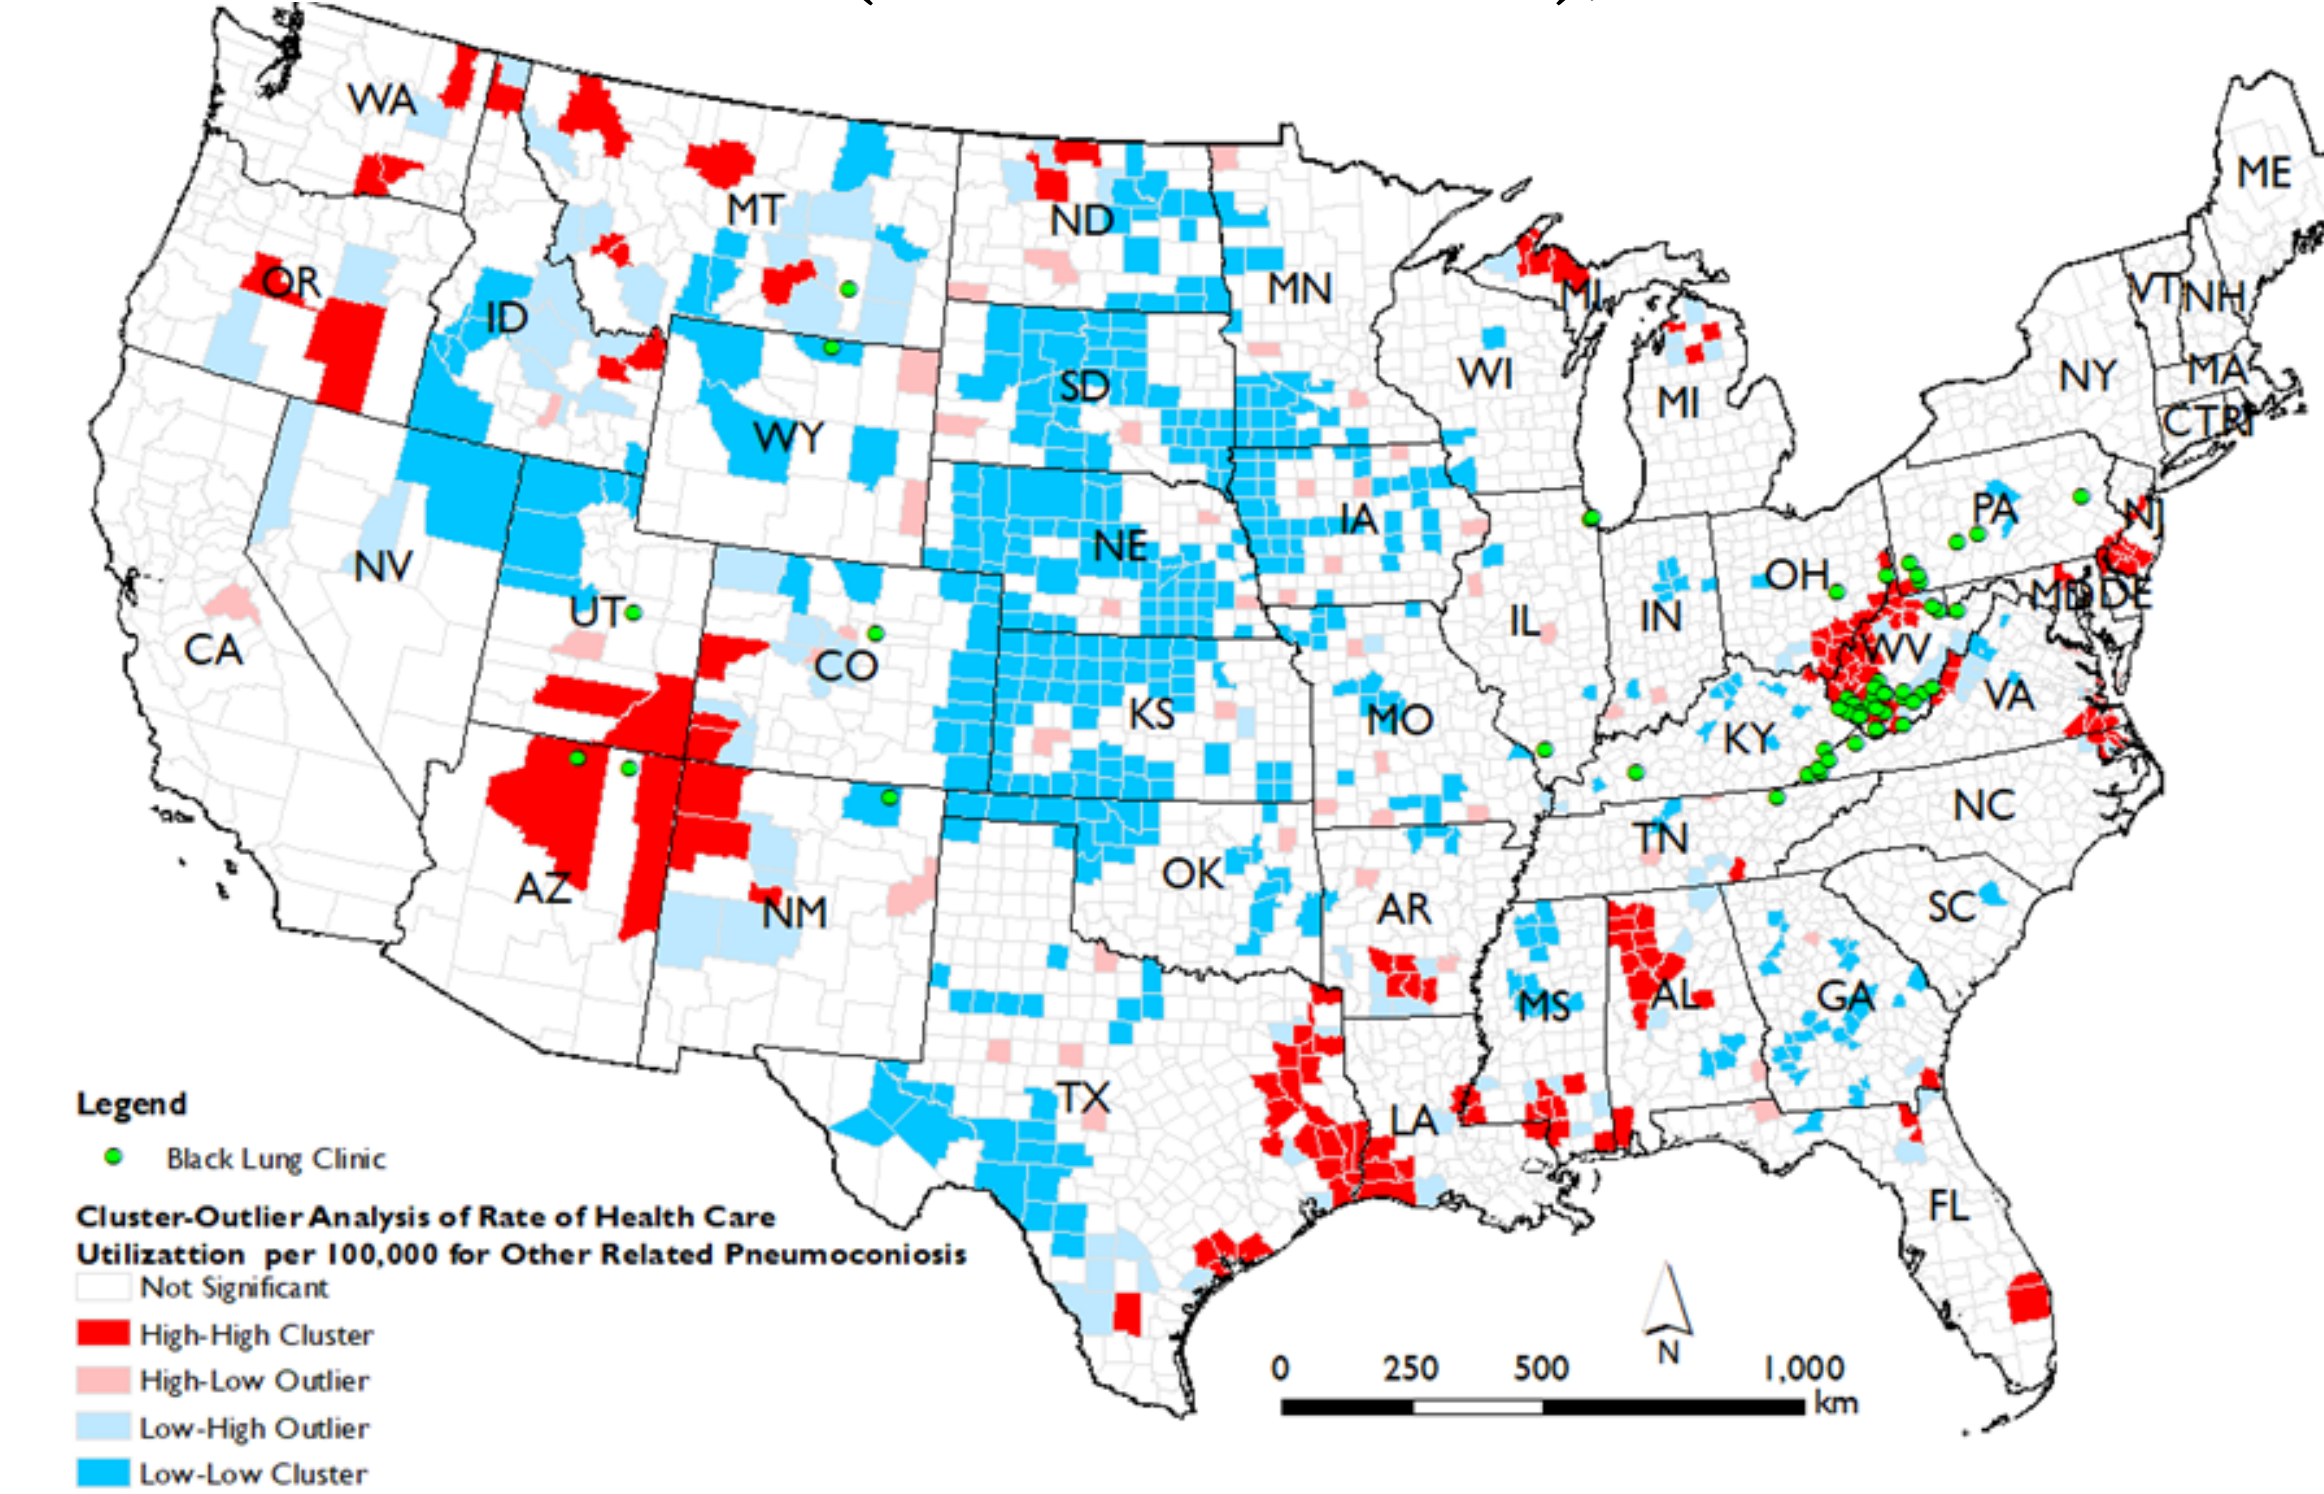 WA
ME
MT
ND
OR
MN
VT
NH
ID
MI
WI
SD
MI
NY
MA
CT
RI
WY
PA
NJ
NE
IA
NV
OH
MD
DE
UT
IL
IN
CA
CO
WV
KS
MO
VA
KY
NC
TN
OK
AZ
NM
AR
SC
MS
AL
GA
TX
LA
FL
Legend
Black Lung Clinic
Cluster-Outlier Analysis of Rate of Health Care
Utilizattion per 100,000 for Other Related Pneumoconiosis
Not Significant
High-High Cluster
High-Low Outlier
Low-High Outlier
Low-Low Cluster
N
0 250 500 1,000
km